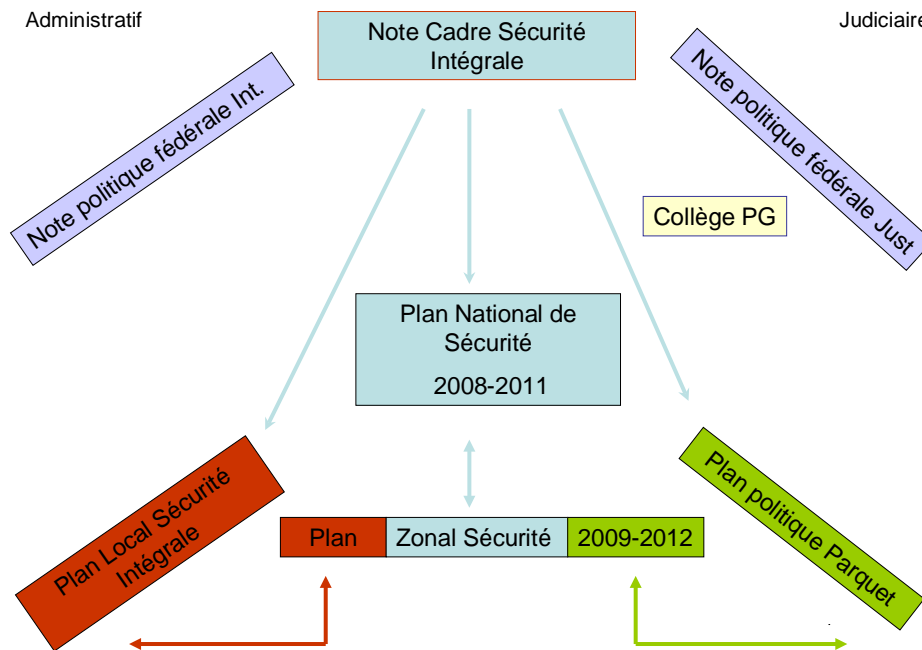 Administratif
Note Cadre Sécurité
Intégrale
Judiciaire
Note politique fédérale Int.
Note politique fédérale Just
Collège PG
Plan National de
Sécurité
2008-2011
Plan Local Sécurité
Intégrale
Plan Zonal Sécurité 2009-2012
Plan politique Parquet